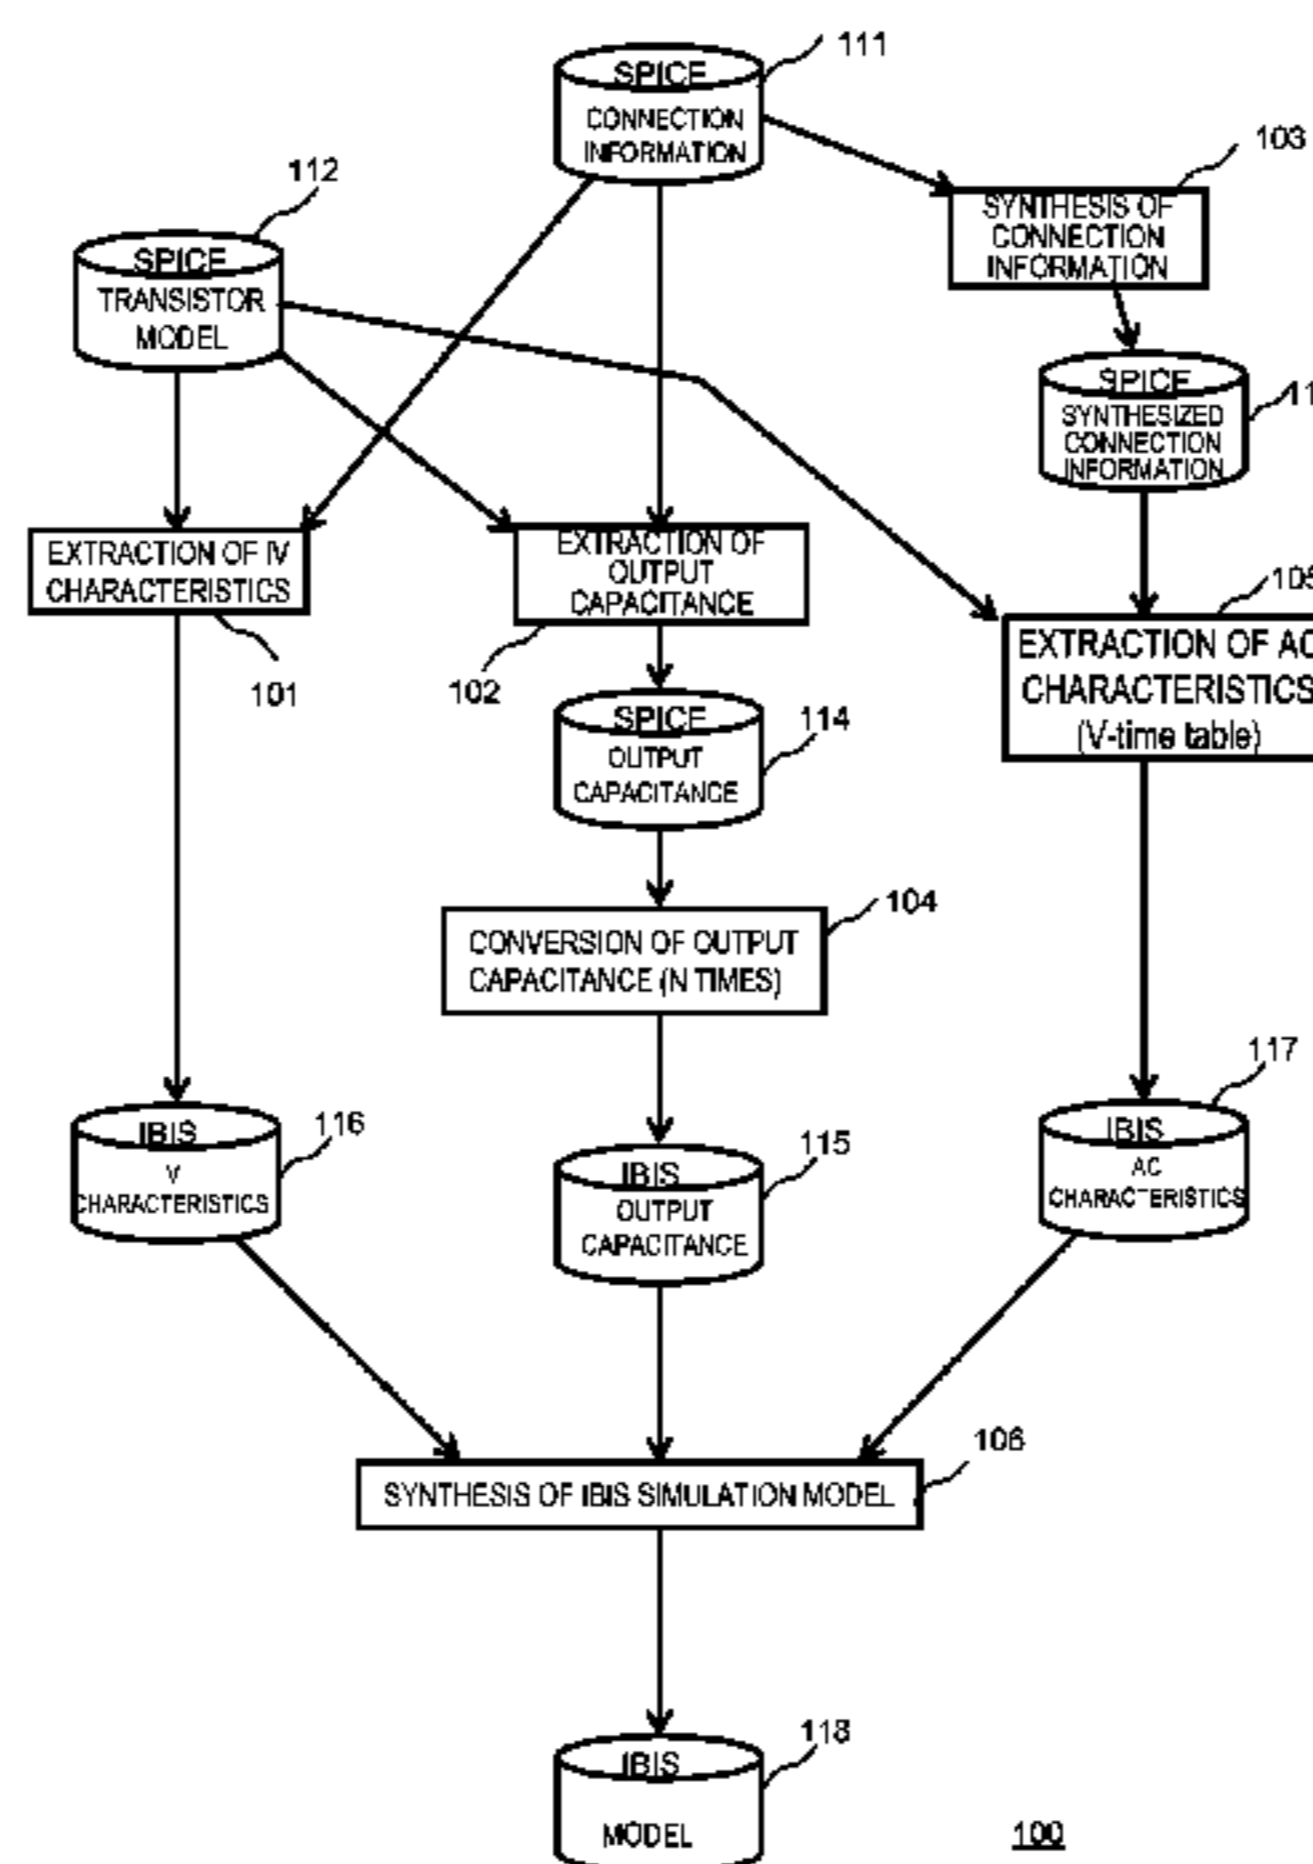 111
SPICE
CONNECTION
INFORMATION
103
SYNTHESIS OF
CONNECTION
INFORMATION
112
SPICE
TRANSISTOR
MODEL
SPICE
SYNTHESIZED
CONNECTION
INFORMATION
11
EXTRACTION OF IV
CHARACTERISTICS
101
EXTRACTION OF
OUTPUT
CAPACITANCE
102
105
EXTRACTION OF AC
CHARACTERISTICS
(V-time table)
SPICE
OUTPUT
CAPACITANCE
114
104
CONVERSION OF OUTPUT
CAPACITANCE (N TIMES)
116
IBIS
V
CHARACTERISTICS
115
IBIS
OUTPUT
CAPACITANCE
117
IBIS
AC
CHARACTERISTICS
106
SYNTHESIS OF IBIS SIMULATION MODEL
118
IBIS
MODEL
100